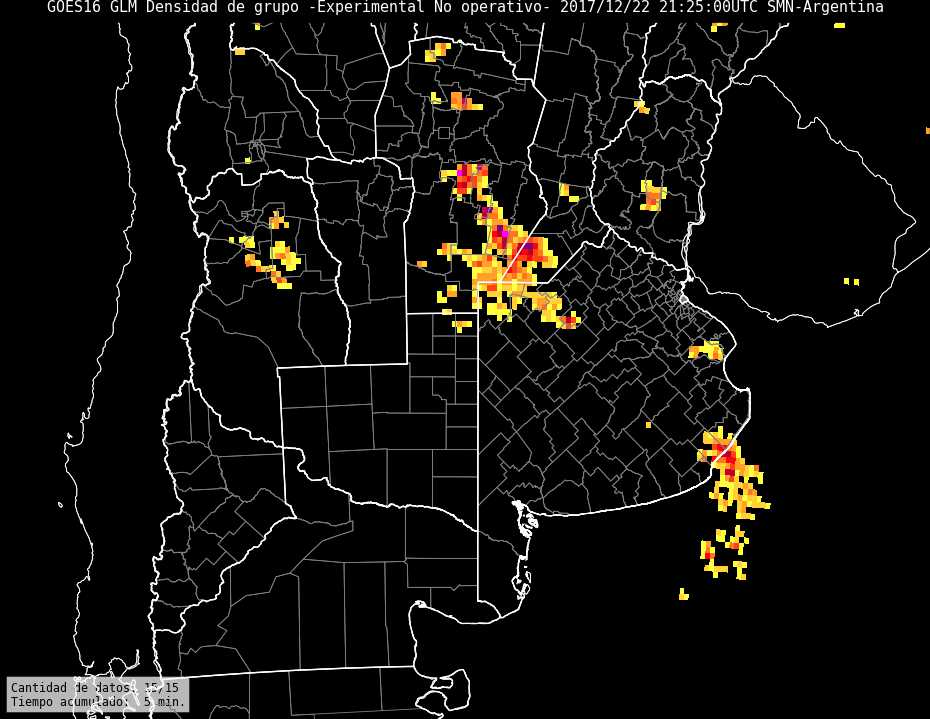 GOES16 GLM Densidad de grupo -Experimental No operativo- 2017/12/22 21:25:00UTC SMN-Argentina
Cantidad de datos: 15/15
Tiempo acumulado: 5 min.